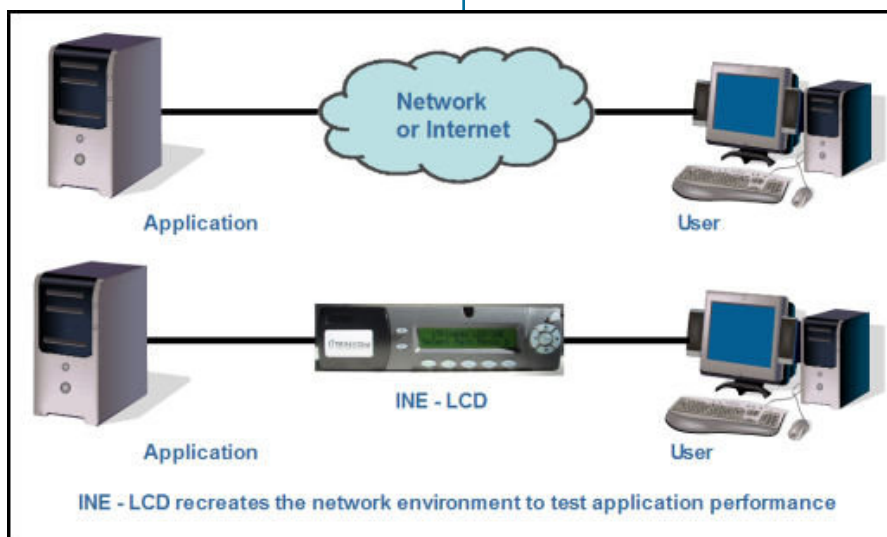 Network
or Internet
Application
User
INE - LCD
Application
User
INE - LCD recreates the network environment to test application performance